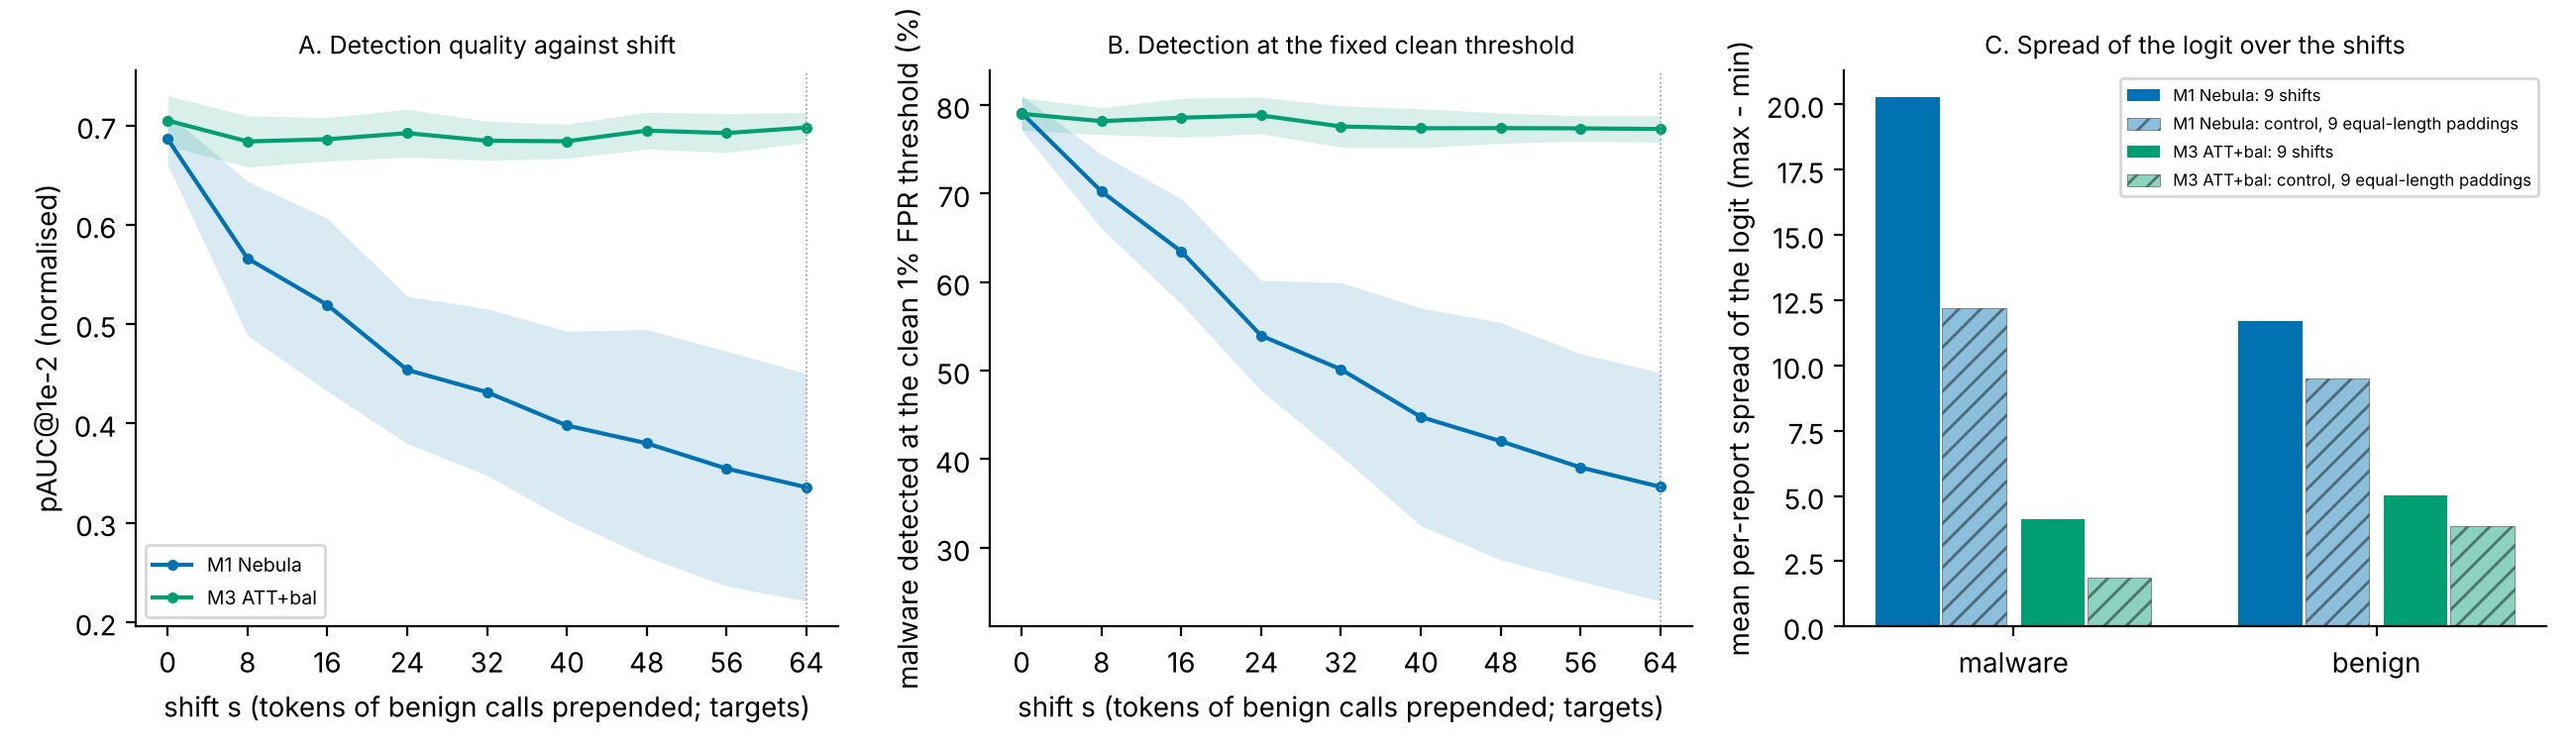 A. Detection quality against shift
pAUC@1e-2 (normalised)
0.7
0.6
0.5
0.4
0.3
0.2
M1 Nebula
M3 ATT+bal
0 8 16 24 32 40 48 56 64
shift s (tokens of benign calls prepended; targets)
B. Detection at the fixed clean threshold
malware detected at the clean 1% FPR threshold (%)
80
70
60
50
40
30
0 8 16 24 32 40 48 56 64
shift s (tokens of benign calls prepended; targets)
C. Spread of the logit over the shifts
mean per-report spread of the logit (max - min)
20.0
17.5
15.0
12.5
10.0
7.5
5.0
2.5
0.0
M1 Nebula: 9 shifts
M1 Nebula: control, 9 equal-length paddings
M3 ATT+bal: 9 shifts
M3 ATT+bal: control, 9 equal-length paddings
malware benign